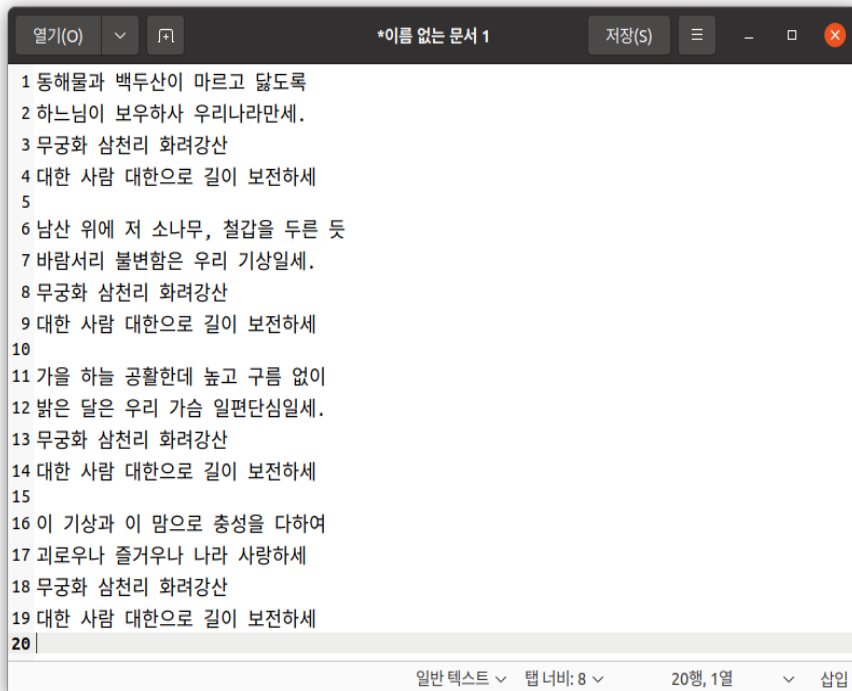 열기(O)
*이름 없는 문서 1
저장(S)
1 동해물과 백두산이 마르고 닳도록
2 하느님이 보우하사 우리나라만세.
3 무궁화 삼천리 화려강산
4 대한 사람 대한으로 길이 보전하세
5
6 남산 위에 저 소나무, 철갑을 두른 듯
7 바람서리 불변함은 우리 기상일세.
8 무궁화 삼천리 화려강산
9 대한 사람 대한으로 길이 보전하세
10
11 가을 하늘 공활한데 높고 구름 없이
12 밝은 달은 우리 가슴 일편단심일세.
13 무궁화 삼천리 화려강산
14 대한 사람 대한으로 길이 보전하세
15
16 이 기상과 이 맘으로 충성을 다하여
17 괴로우나 즐거우나 나라 사랑하세
18 무궁화 삼천리 화려강산
19 대한 사람 대한으로 길이 보전하세
20
일반 텍스트 탭 너비: 8 20행, 1열 삽입